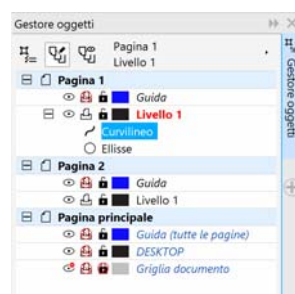 Gestore oggetti
Pagina 1
Livello 1
Pagina 1
Guida
Livello 1
Curvilineo
Ellisse
Pagina 2
Guida
Livello 1
Pagina principale
Guida (tutte le pagine)
DESKTOP
Griglia documento
Gestore oggetti